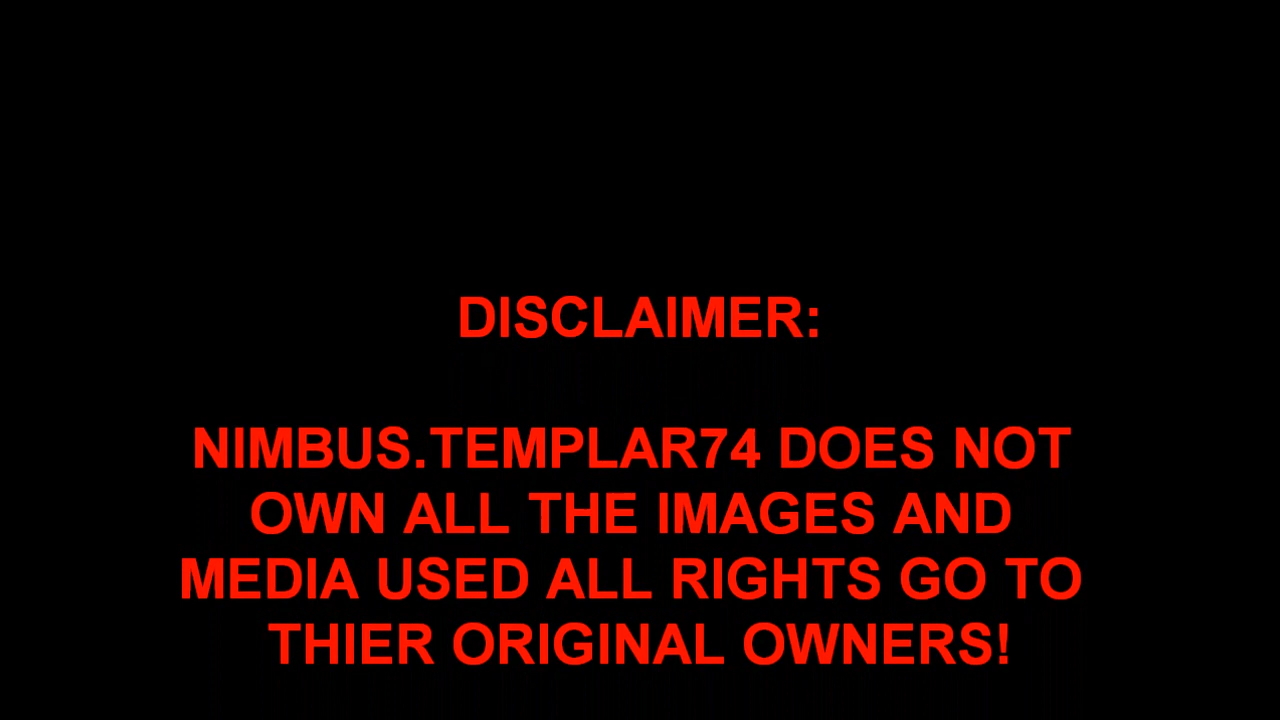 DISCLAIMER:
NIMBUS.TEMPLAR74 DOES NOT
OWN ALL THE IMAGES AND
MEDIA USED ALL RIGHTS GO TO
THIER ORIGINAL OWNERS!